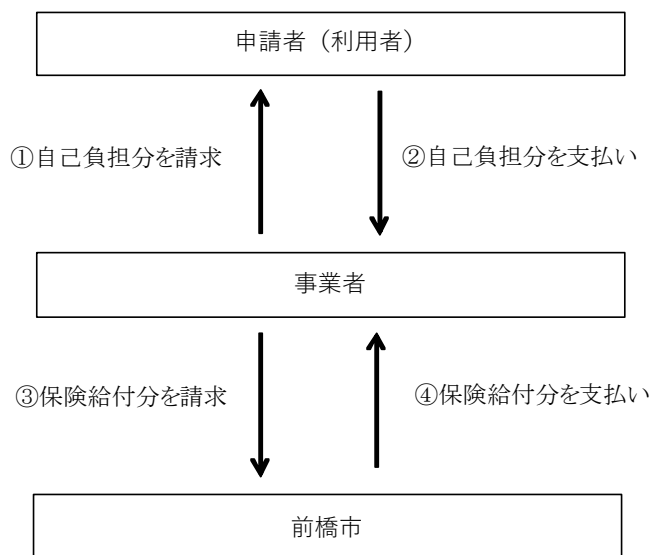 申請者（利用者）
①自己負担分を請求
②自己負担分を支払い
事業者
③保険給付分を請求
④保険給付分を支払い
前橋市